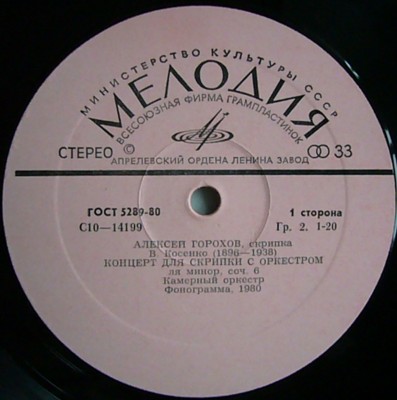 МИНИСТЕРСТВО КУЛЬТУРЫ СССР
МЕЛОДИЯ
ВСЕСОЮЗНАЯ ФИРМА ГРАМПЛАСТИНОК
СТЕРЕО © 33
АПРЕЛЕВСКИЙ ОРДЕНА ЛЕНИНА ЗАВОД
ГОСТ 5289-80 1 сторона
С10—14199 Гр. 2. 1-20
АЛЕКСЕЙ ГОРОХОВ, скрипка
В. Косенко (1896—1938)
КОНЦЕРТ ДЛЯ СКРИПКИ С ОРКЕСТРОМ
ля минор, соч. 6
Камерный оркестр
Фонограмма, 1980